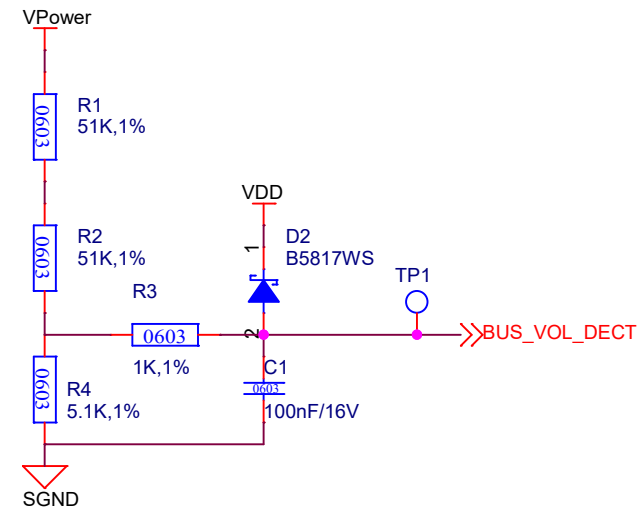 VPower
0603
R1
51K,1%
VDD
0603
R2
51K,1%
1
D2
B5817WS
TP1
R3
0603
1K,1%
2
BUS_VOL_DECT
0603
R4
5.1K,1%
C1
0603
100nF/16V
SGND